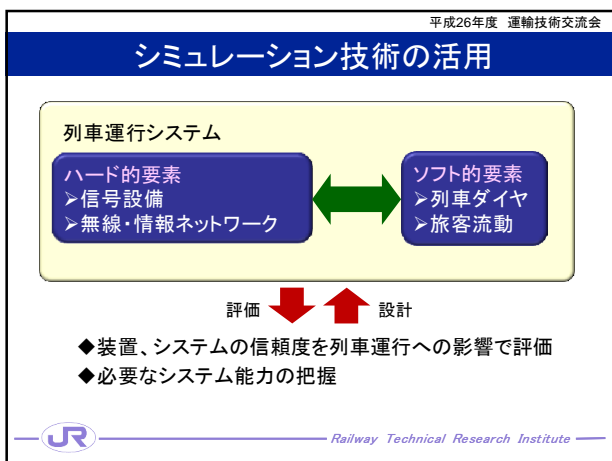 平成26年度 運輸技術交流会
シミュレーション技術の活用
列車運行システム
ハード的要素
➢信号設備
➢無線・情報ネットワーク
ソフト的要素
➢列車ダイヤ
➢旅客流動
評価
設計
◆装置、システムの信頼度を列車運行への影響で評価
◆必要なシステム能力の把握
JR
Railway Technical Research Institute